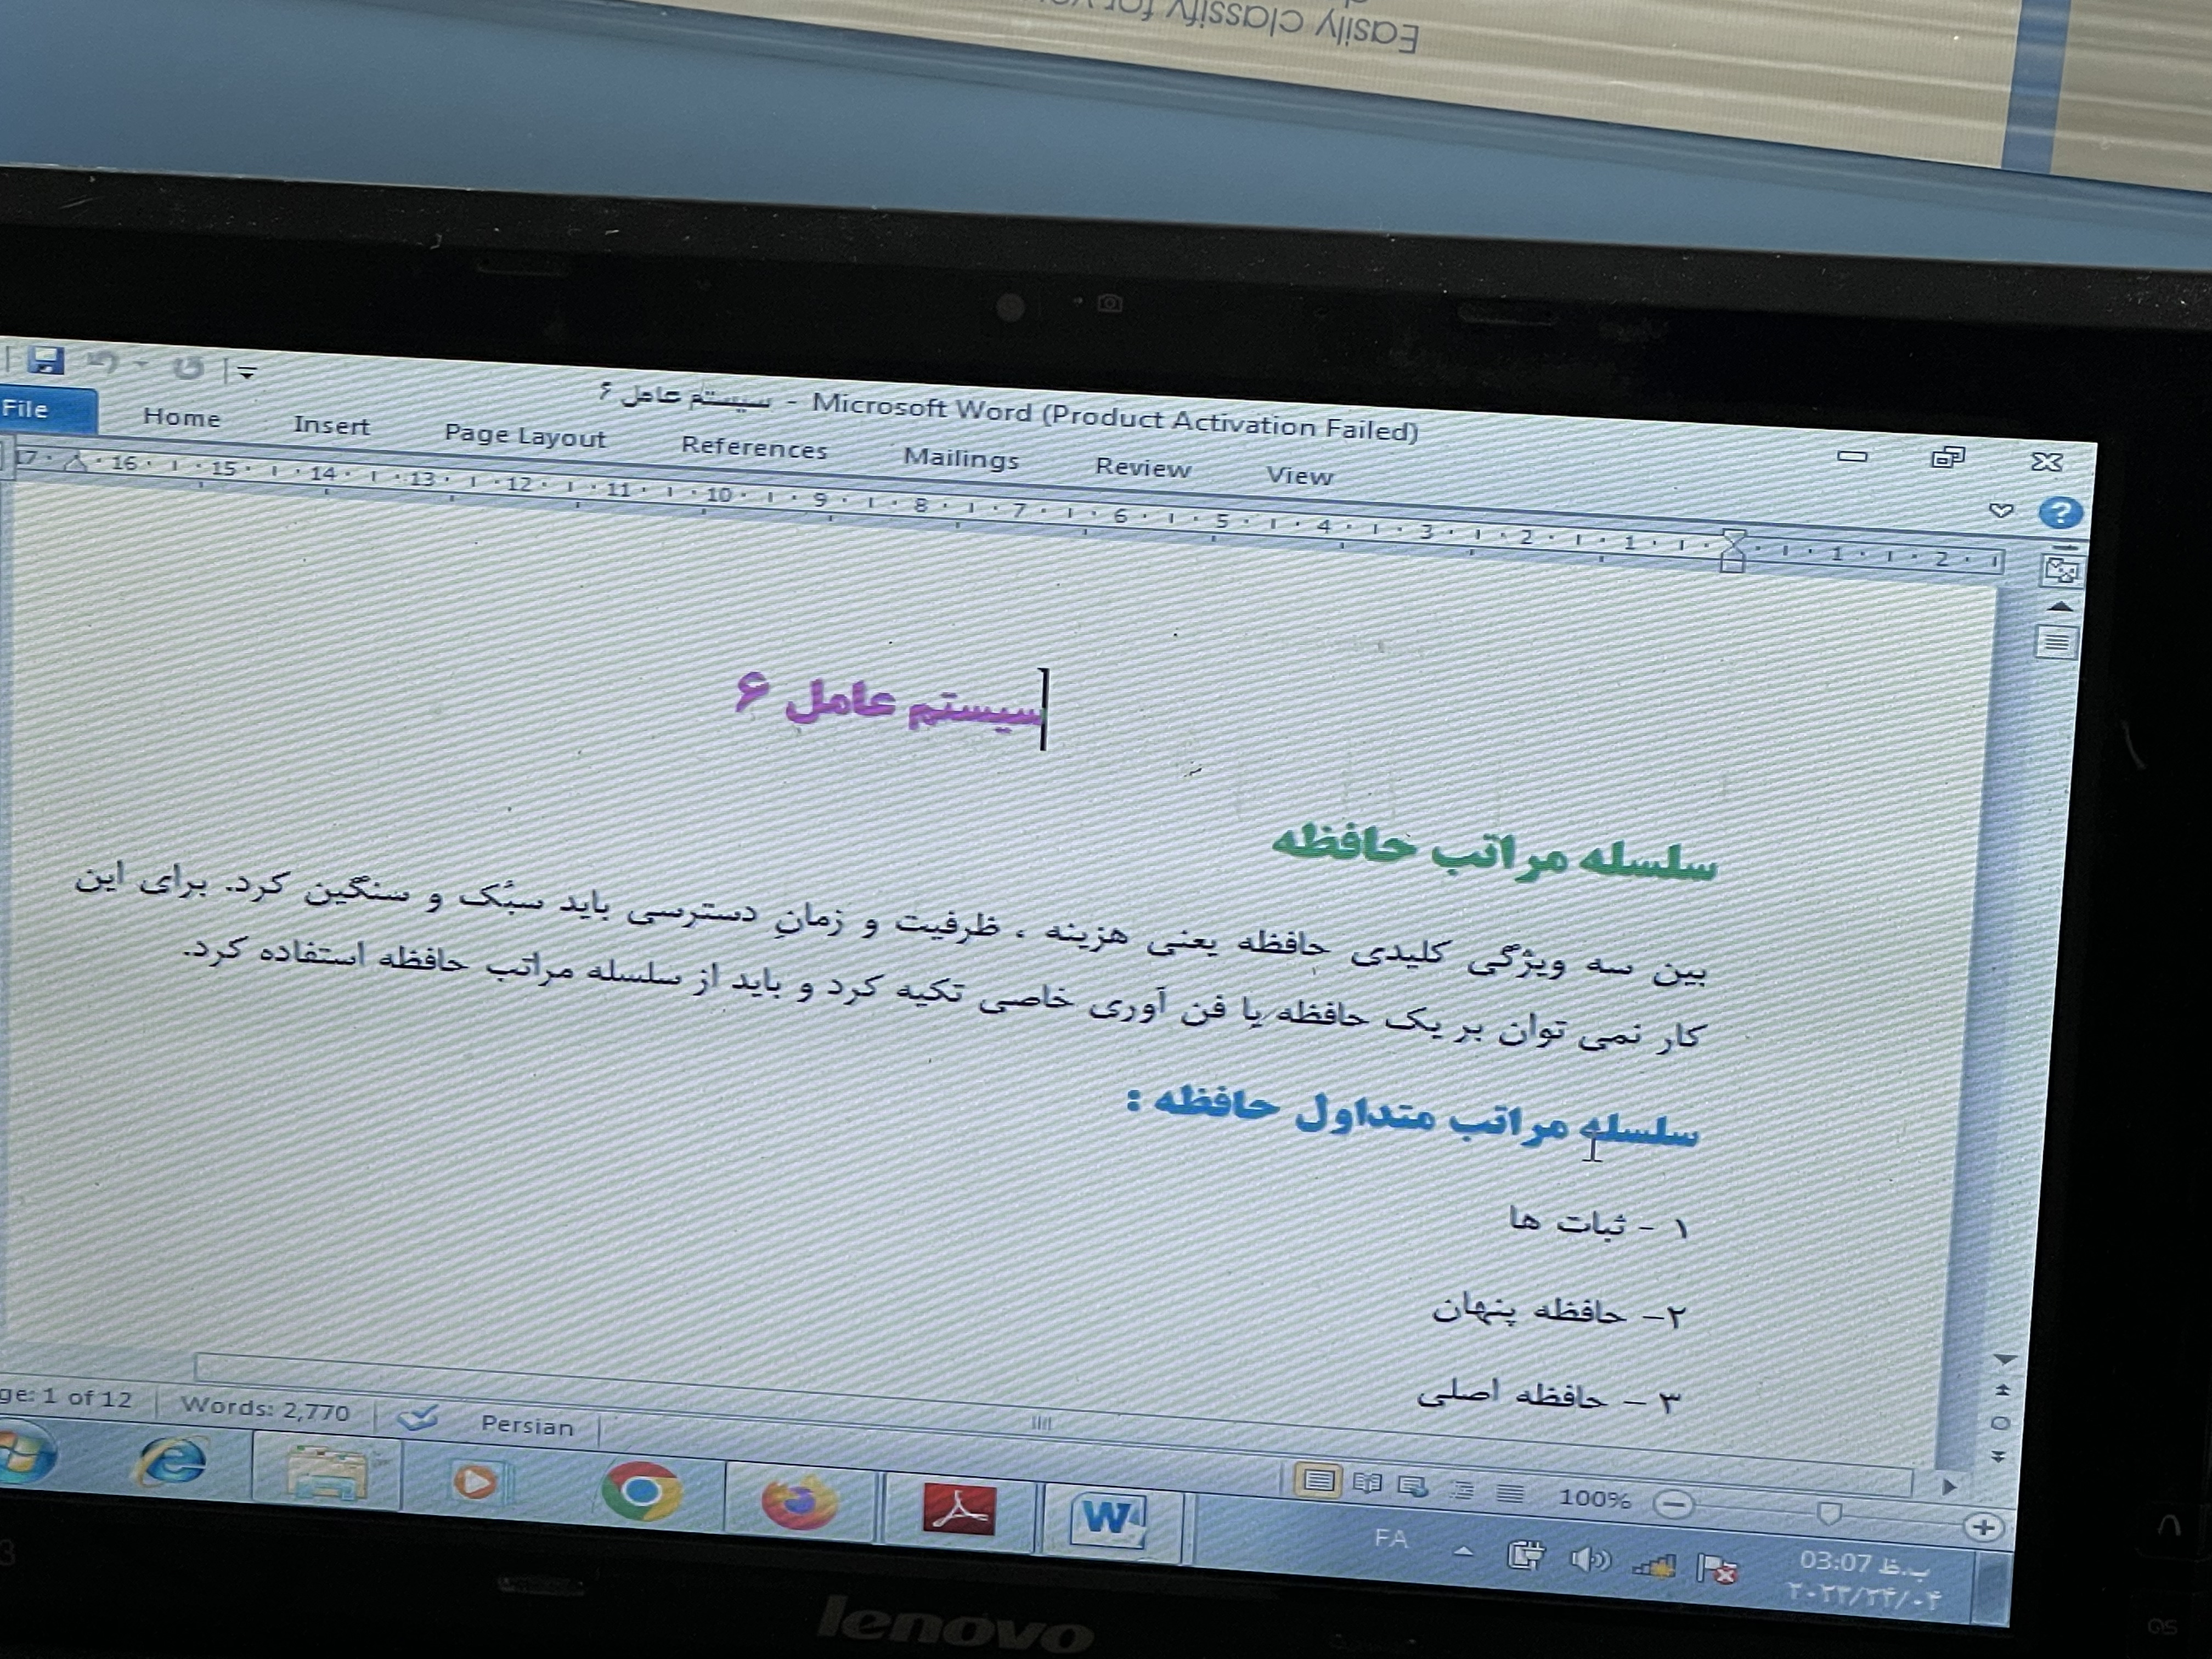 Easily classify for
سیستم عامل ۶ - Microsoft Word (Product Activation Failed)
File Home Insert Page Layout References Mailings Review View
17 16 15 14 13 12 11 10 9 8 7 6 5 4 3 2 1 1 2
سیستم عامل ۶
سلسله مراتب حافظه
بین سه ویژگی کلیدی حافظه یعنی هزینه ، ظرفیت و زمانِ دسترسی باید سبُک و سنگین کرد. برای این
کار نمی توان بر یک حافظه یا فن آوری خاصی تکیه کرد و باید از سلسله مراتب حافظه استفاده کرد.
سلسله مراتب متداول حافظه :
۱ - ثبات ها
۲- حافظه پنهان
۳ - حافظه اصلی
ge: 1 of 12 Words: 2,770 Persian 100%
FA 03:07 ب.ظ
۲۰۲۳/۲۴/۰۴
lenovo